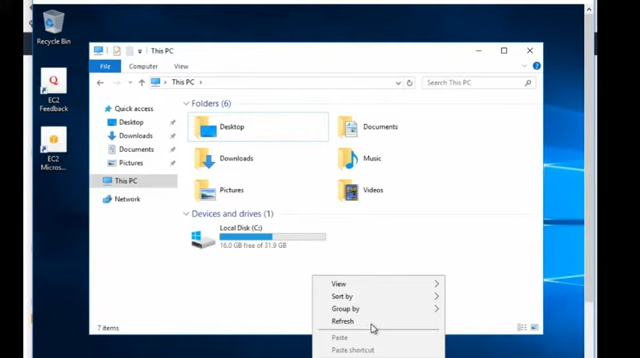 Recycle Bin
EC2
Feedback
EC2
Micros...
This PC
File
Computer
View
This PC
Search This PC
Quick access
Desktop
Downloads
Documents
Pictures
This PC
Network
Folders (6)
Desktop
Documents
Downloads
Music
Pictures
Videos
Devices and drives (1)
Local Disk (C:)
16.0 GB free of 31.9 GB
View
Sort by
Group by
Refresh
Paste
Paste shortcut
7 items